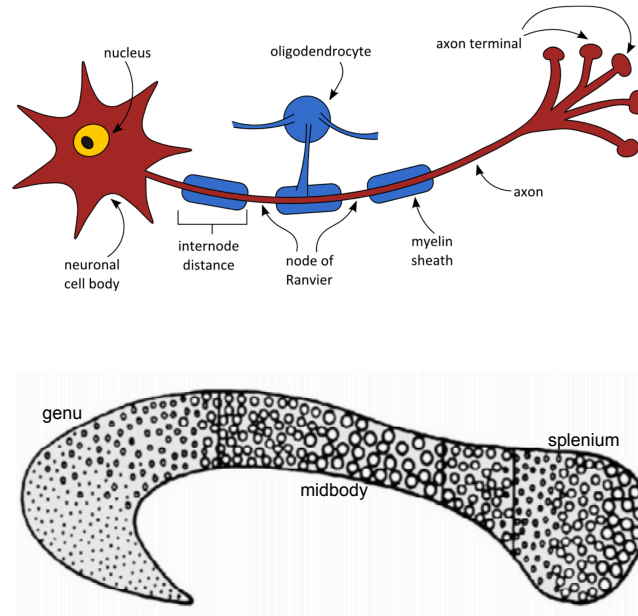 nucleus
oligodendrocyte
axon terminal
axon
internode
distance
node of
Ranvier
myelin
sheath
neuronal
cell body
genu
splenium
midbody